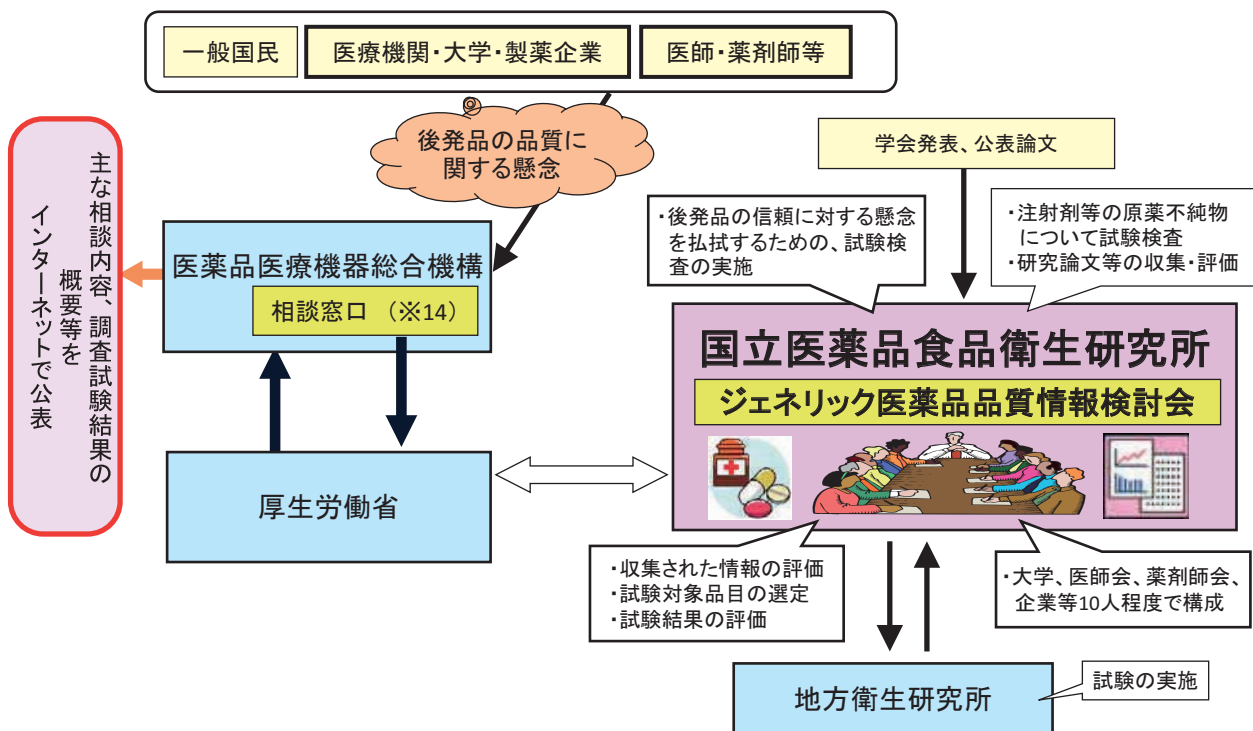 一般国民
医療機関・大学・製薬企業
医師・薬剤師等
後発品の品質に
関する懸念
学会発表、公表論文
主な相談内容、調査試験結果の
概要等を
インターネットで公表
医薬品医療機器総合機構
相談窓口 (※14)
・後発品の信頼に対する懸念
を払拭するための、試験検
査の実施
・注射剤等の原薬不純物
について試験検査
・研究論文等の収集・評価
国立医薬品食品衛生研究所
ジェネリック医薬品品質情報検討会
厚生労働省
・収集された情報の評価
・試験対象品目の選定
・試験結果の評価
・大学、医師会、薬剤師会、
企業等10人程度で構成
地方衛生研究所
試験の実施